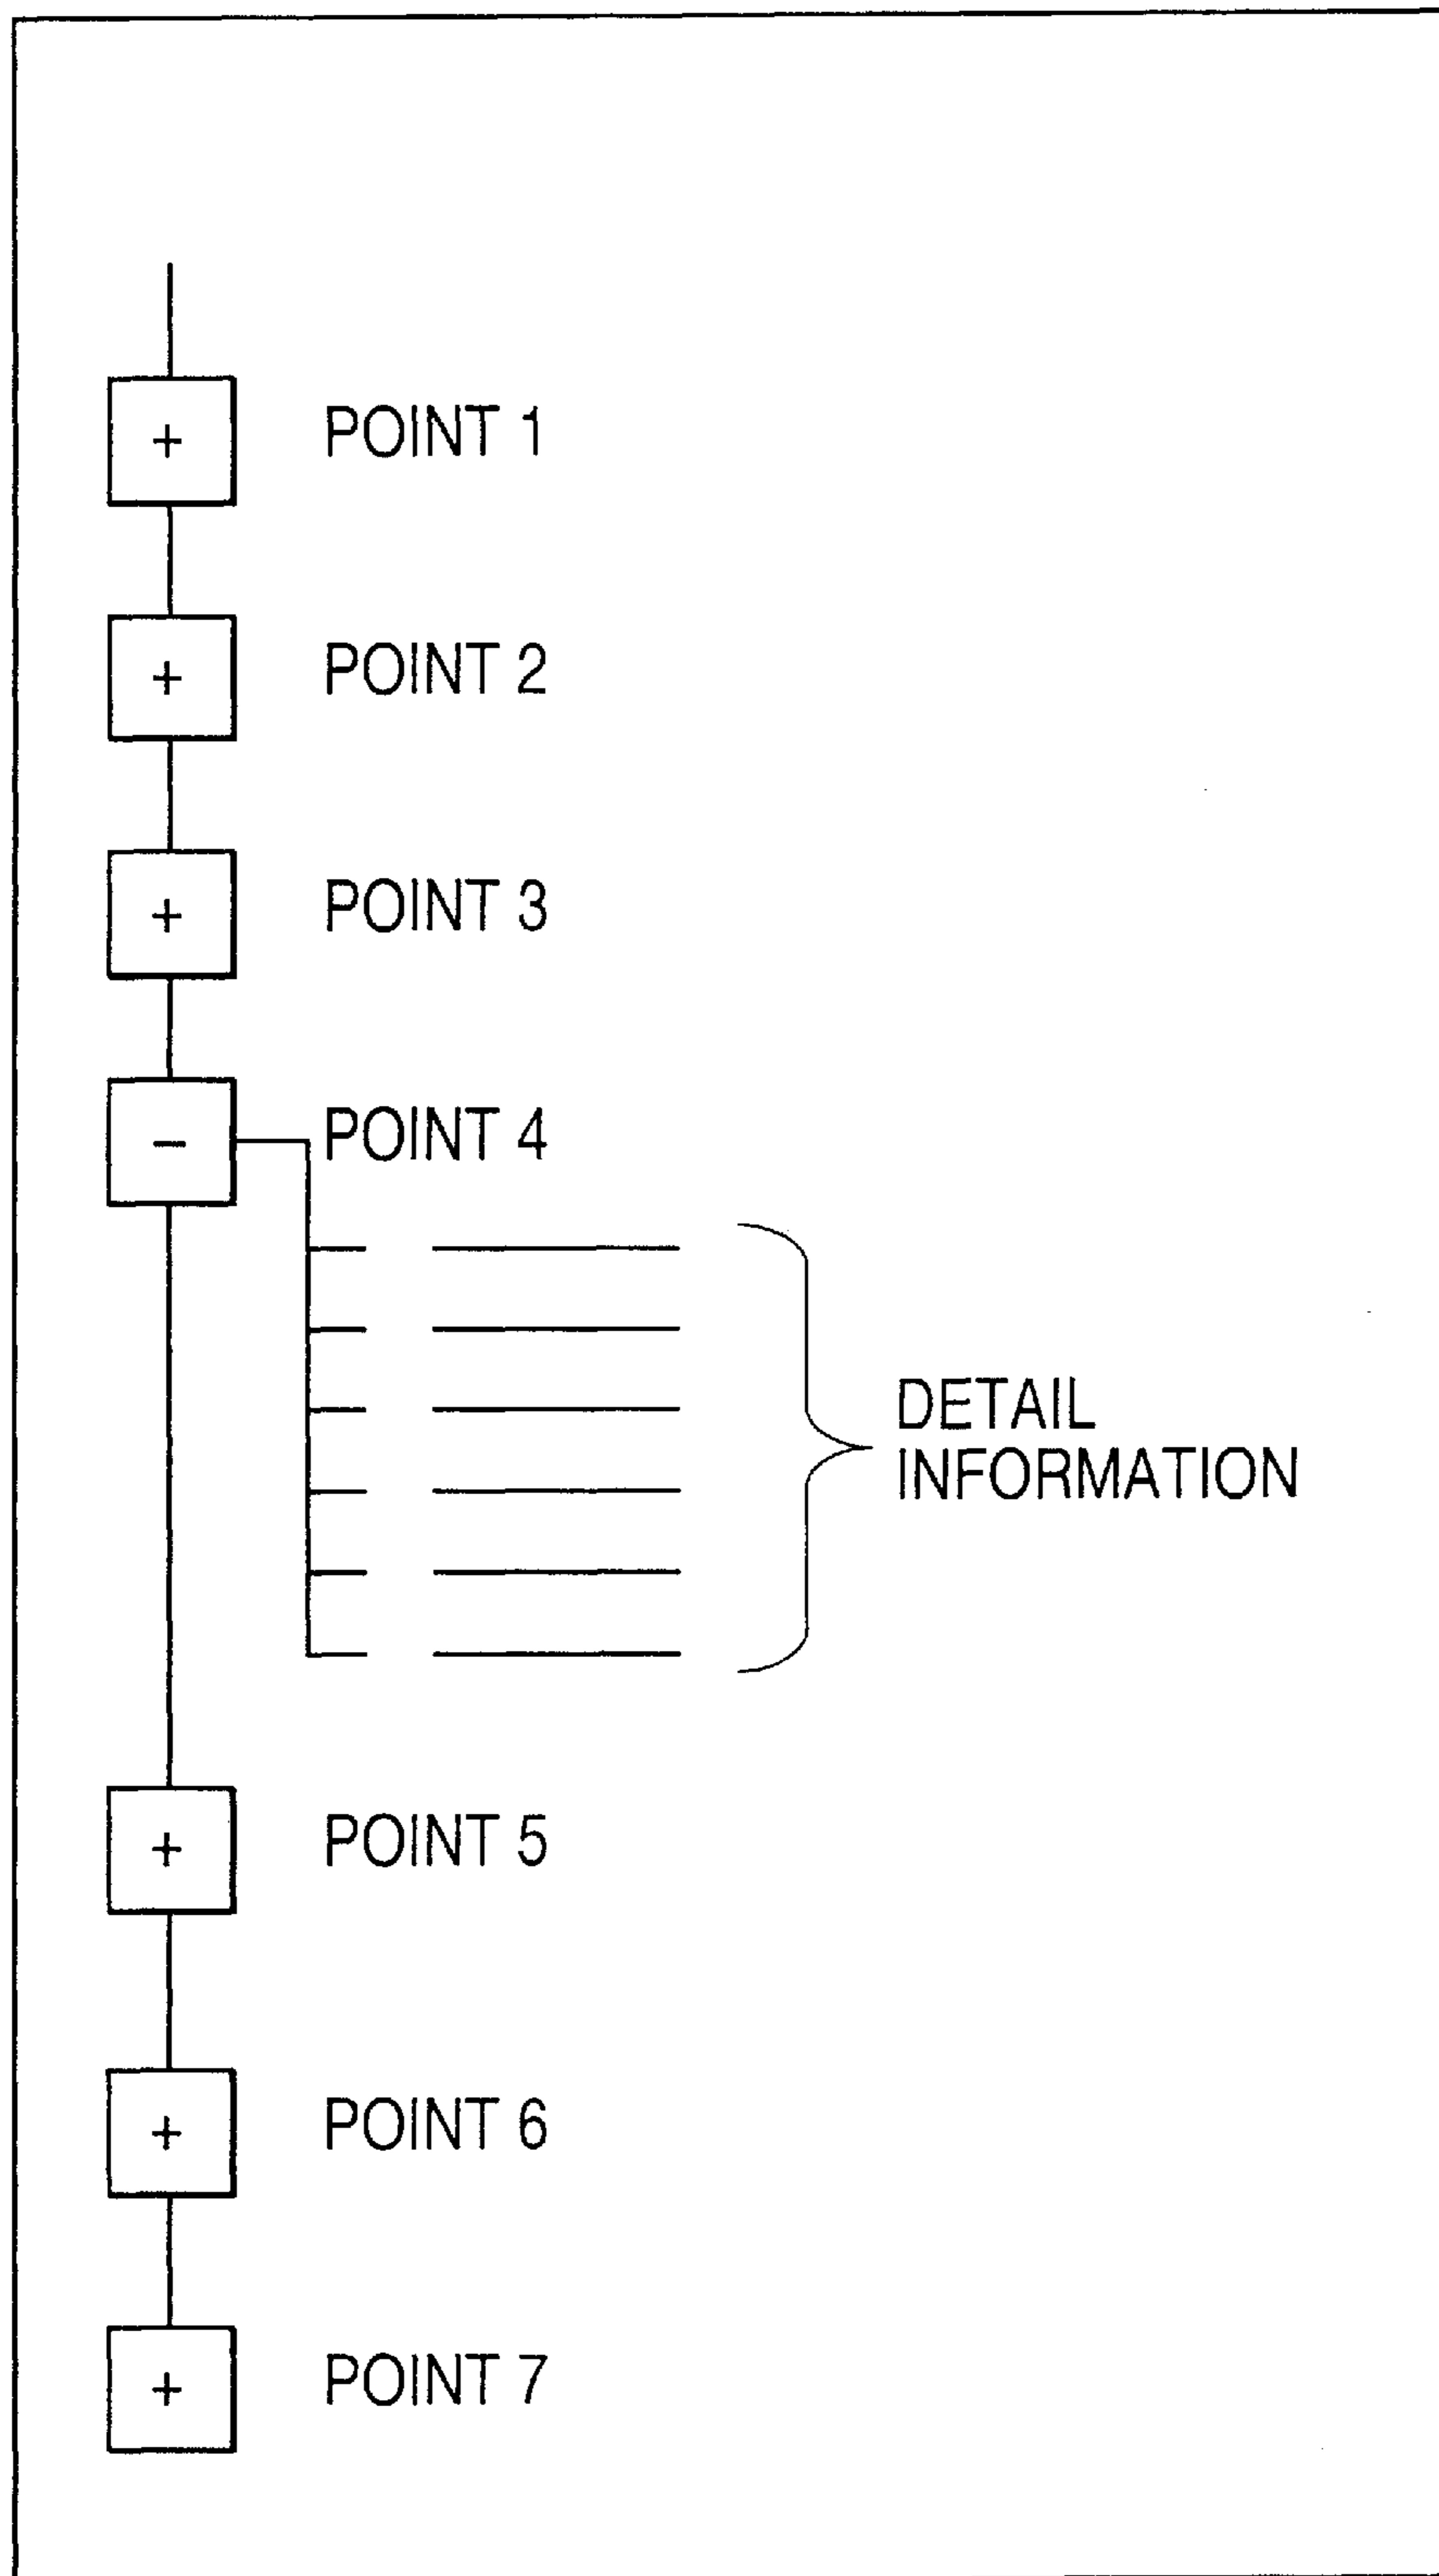 + POINT 1
+ POINT 2
+ POINT 3
- POINT 4
DETAIL
INFORMATION
+ POINT 5
+ POINT 6
+ POINT 7